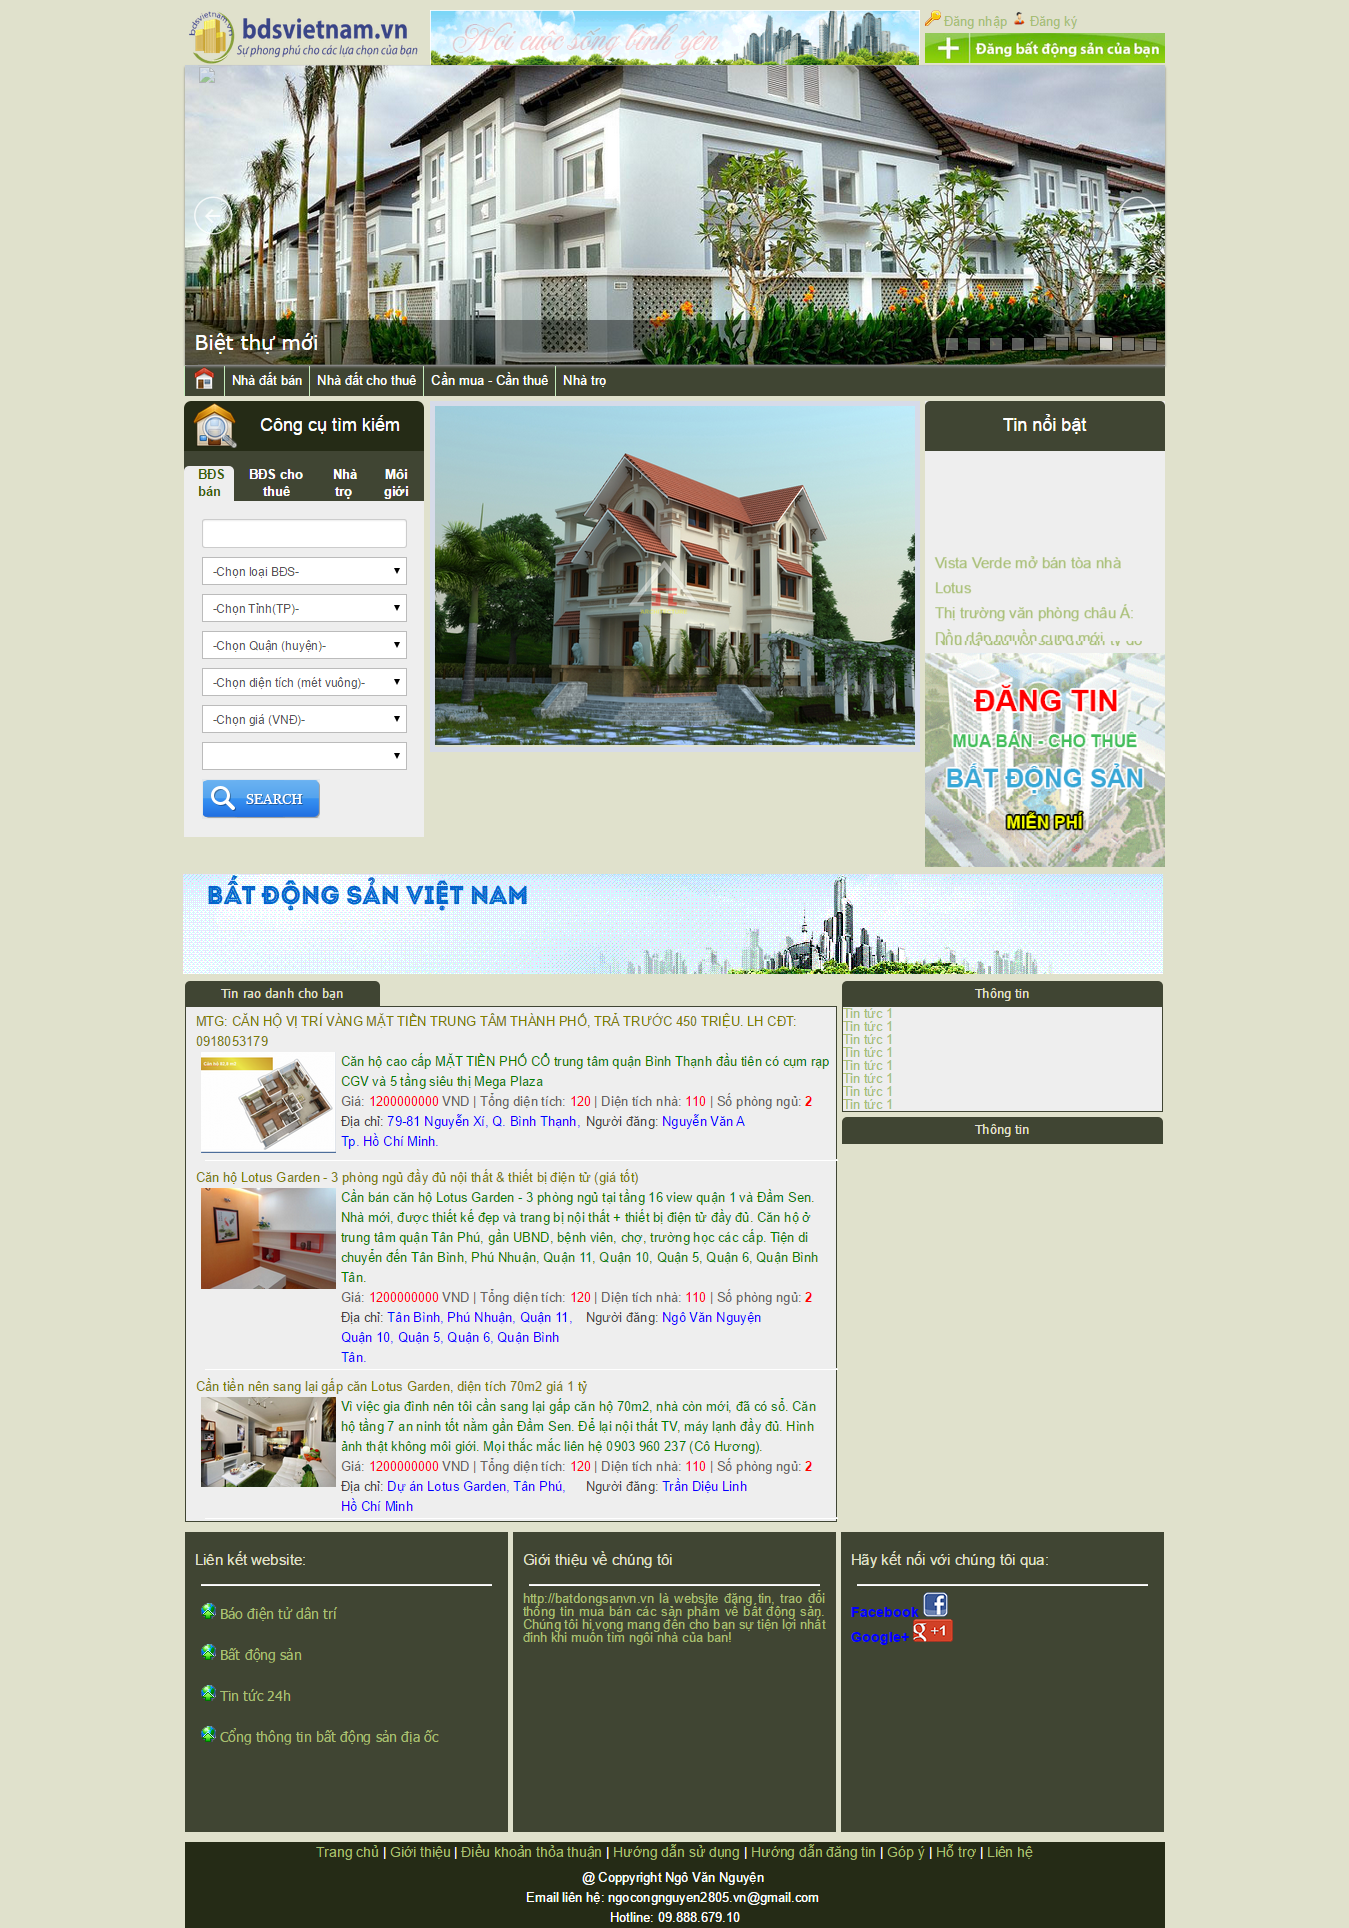 bdsvietnam.vn
Sự phong phú cho các lựa chọn của bạn
Nơi cuộc sống bình yên
Đăng nhập Đăng ký
Đăng bất động sản của bạn
Biệt thự mới
Nhà đất bán
Nhà đất cho thuê
Cần mua - Cần thuê
Nhà trọ
Công cụ tìm kiếm
BĐS bán
BĐS cho thuê
Nhà trọ
Môi giới
-Chọn loại BĐS-
-Chọn Tỉnh(TP)-
-Chọn Quận (huyện)-
-Chọn diện tích (mét vuông)-
-Chọn giá (VNĐ)-
SEARCH
Tin nổi bật
Vista Verde mở bán tòa nhà
Lotus
Thị trường văn phòng châu Á:
ĐĂNG TIN
MUA BÁN - CHO THUÊ
BẤT ĐỘNG SẢN
MIỄN PHÍ
BẤT ĐỘNG SẢN VIỆT NAM
Tin rao danh cho bạn
MTG: CĂN HỘ VỊ TRÍ VÀNG MẶT TIỀN TRUNG TÂM THÀNH PHỐ, TRẢ TRƯỚC 450 TRIỆU. LH CĐT:
0918053179
Căn hộ cao cấp MẶT TIỀN PHỐ CỔ trung tâm quận Bình Thạnh đầu tiên có cụm rạp
CGV và 5 tầng siêu thị Mega Plaza
Giá: 1200000000 VND | Tổng diện tích: 120 | Diện tích nhà: 110 | Số phòng ngủ: 2
Địa chỉ: 79-81 Nguyễn Xí, Q. Bình Thạnh, Người đăng: Nguyễn Văn A
Tp. Hồ Chí Minh.
Căn hộ Lotus Garden - 3 phòng ngủ đầy đủ nội thất & thiết bị điện tử (giá tốt)
Cần bán căn hộ Lotus Garden - 3 phòng ngủ tại tầng 16 view quận 1 và Đầm Sen.
Nhà mới, được thiết kế đẹp và trang bị nội thất + thiết bị điện tử đầy đủ. Căn hộ ở
trung tâm quận Tân Phú, gần UBND, bệnh viên, chợ, trường học các cấp. Tiện di
chuyển đến Tân Bình, Phú Nhuận, Quận 11, Quận 10, Quận 5, Quận 6, Quận Bình
Tân.
Giá: 1200000000 VND | Tổng diện tích: 120 | Diện tích nhà: 110 | Số phòng ngủ: 2
Địa chỉ: Tân Bình, Phú Nhuận, Quận 11, Người đăng: Ngô Văn Nguyện
Quận 10, Quận 5, Quận 6, Quận Bình
Tân.
Cần tiền nên sang lại gấp căn Lotus Garden, diện tích 70m2 giá 1 tỷ
Vì việc gia đình nên tôi cần sang lại gấp căn hộ 70m2, nhà còn mới, đã có sổ. Căn
hộ tầng 7 an ninh tốt nằm gần Đầm Sen. Để lại nội thất TV, máy lạnh đầy đủ. Hình
ảnh thật không môi giới. Mọi thắc mắc liên hệ 0903 960 237 (Cô Hương).
Giá: 1200000000 VND | Tổng diện tích: 120 | Diện tích nhà: 110 | Số phòng ngủ: 2
Địa chỉ: Dự án Lotus Garden, Tân Phú, Người đăng: Trần Diệu Linh
Hồ Chí Minh
Thông tin
Tin tức 1
Tin tức 1
Tin tức 1
Tin tức 1
Tin tức 1
Tin tức 1
Tin tức 1
Tin tức 1
Thông tin
Liên kết website:
Báo điện tử dân trí
Bất động sản
Tin tức 24h
Cổng thông tin bất động sản địa ốc
Giới thiệu về chúng tôi
http://batdongsanvn.vn là website đăng tin, trao đổi
thông tin mua bán các sản phẩm về bất động sản.
Chúng tôi hi vọng mang đến cho bạn sự tiện lợi nhất
định khi muốn tìm ngôi nhà của bạn!
Hãy kết nối với chúng tôi qua:
Facebook
Google+ +1
Trang chủ | Giới thiệu | Điều khoản thỏa thuận | Hướng dẫn sử dụng | Hướng dẫn đăng tin | Góp ý | Hỗ trợ | Liên hệ
@ Coppyright Ngô Văn Nguyện
Email liên hệ: ngocongnguyen2805.vn@gmail.com
Hotline: 09.888.679.10